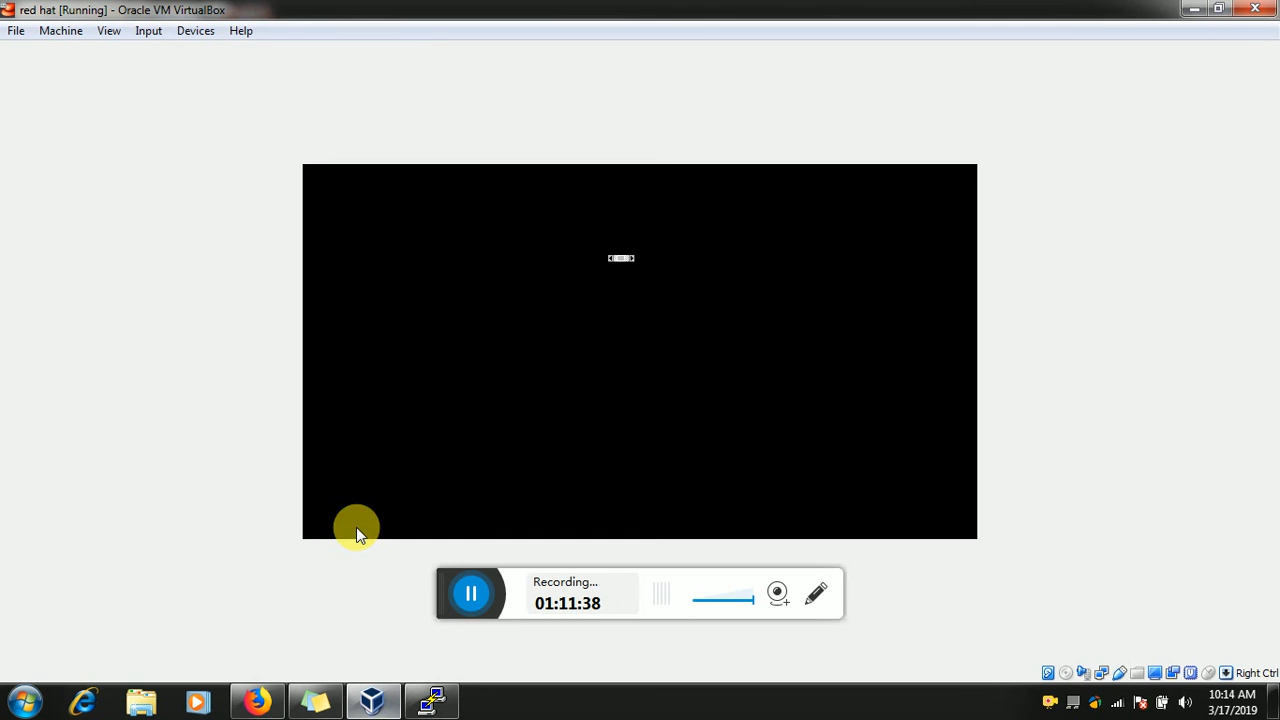 red hat [Running] - Oracle VM VirtualBox
File Machine View Input Devices Help
Recording...
01:11:38
Right Ctrl
10:14 AM
3/17/2019